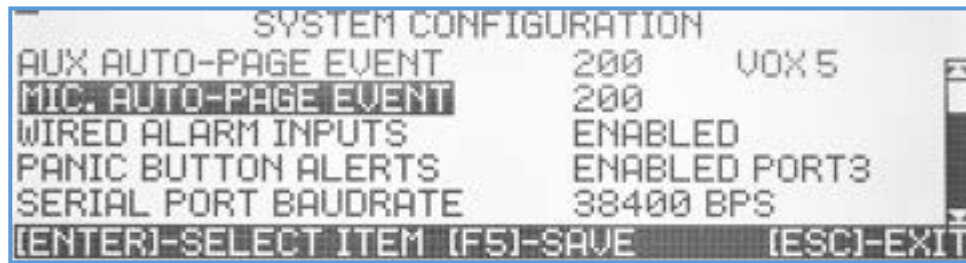 SYSTEM CONFIGURATION
AUX AUTO-PAGE EVENT 200 VOX 5
MIC. AUTO-PAGE EVENT 200
WIRED ALARM INPUTS ENABLED
PANIC BUTTON ALERTS ENABLED PORT3
SERIAL PORT BAUDRATE 38400 BPS
[ENTER]-SELECT ITEM [F5]-SAVE [ESC]-EXIT